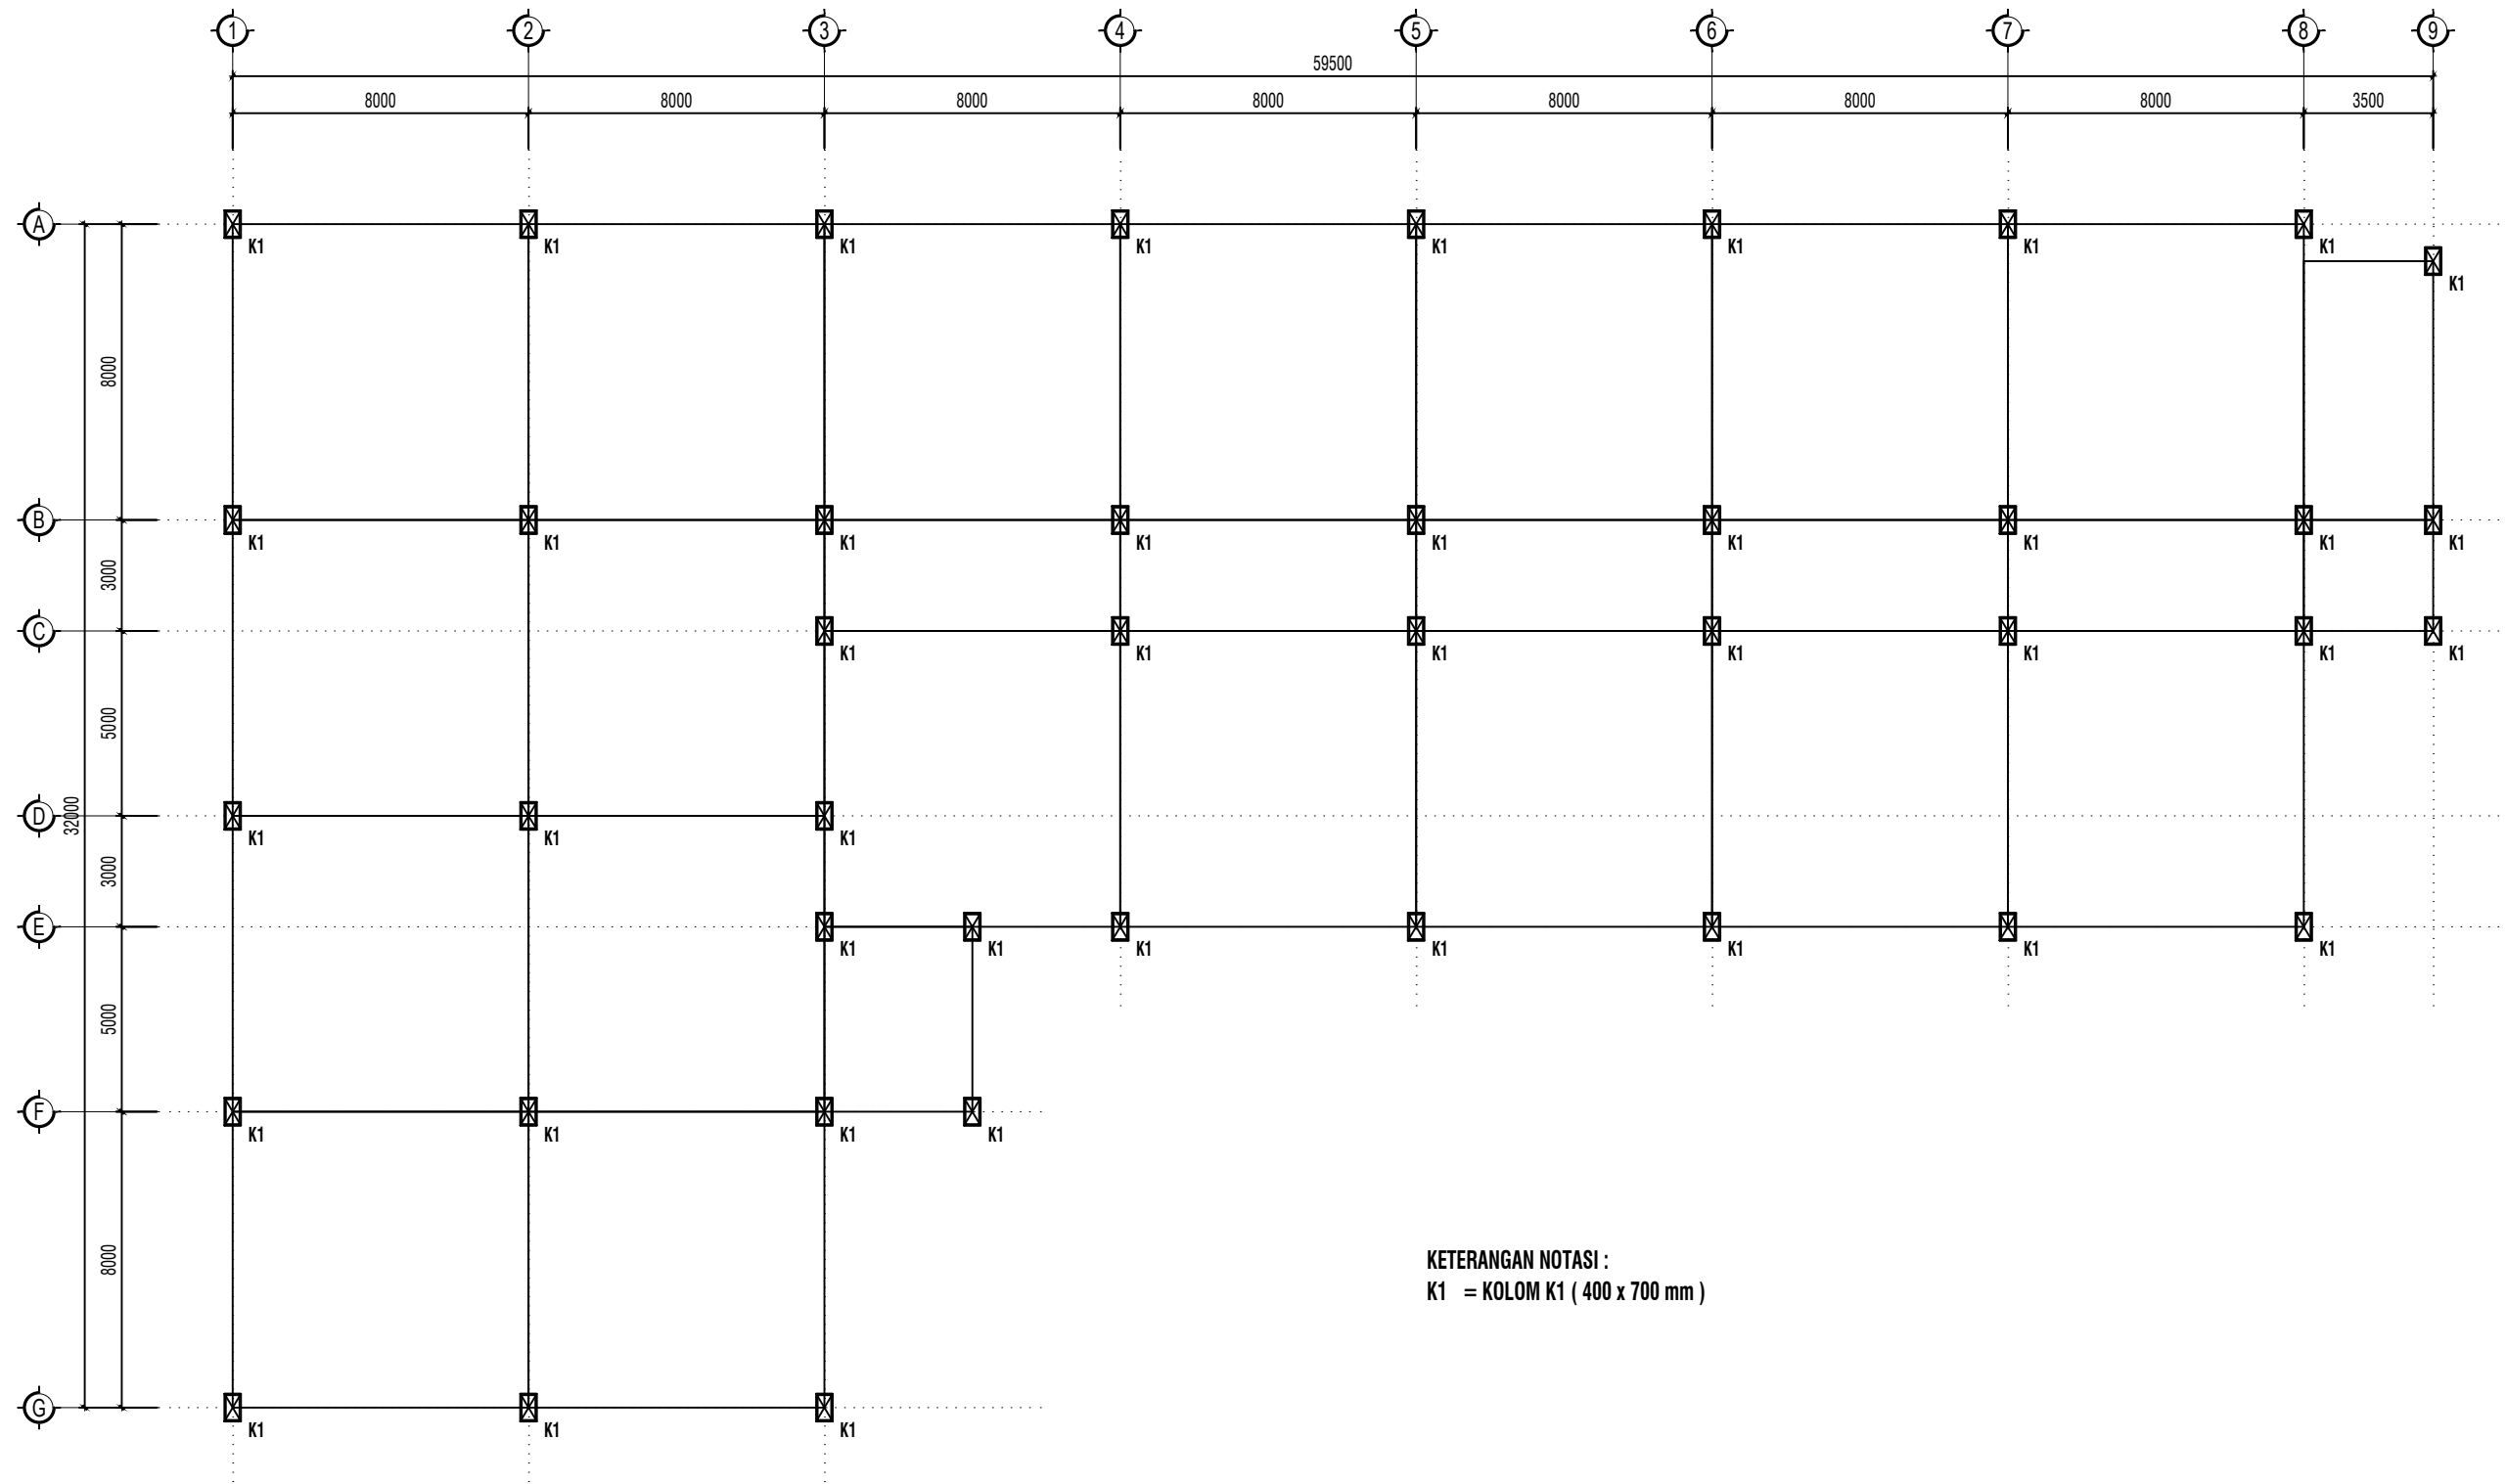 1 2 3 4 5 6 7 8 9
59500
8000 8000 8000 8000 8000 8000 8000 3500
A
K1 K1 K1 K1 K1 K1 K1 K1
K1
8000
B
K1 K1 K1 K1 K1 K1 K1 K1 K1
3000
C
K1 K1 K1 K1 K1 K1 K1
5000
D
32000
K1 K1 K1
3000
E
K1 K1 K1 K1 K1 K1 K1
5000
F
K1 K1 K1 K1
8000
KETERANGAN NOTASI :
K1 = KOLOM K1 ( 400 x 700 mm )
G
K1 K1 K1